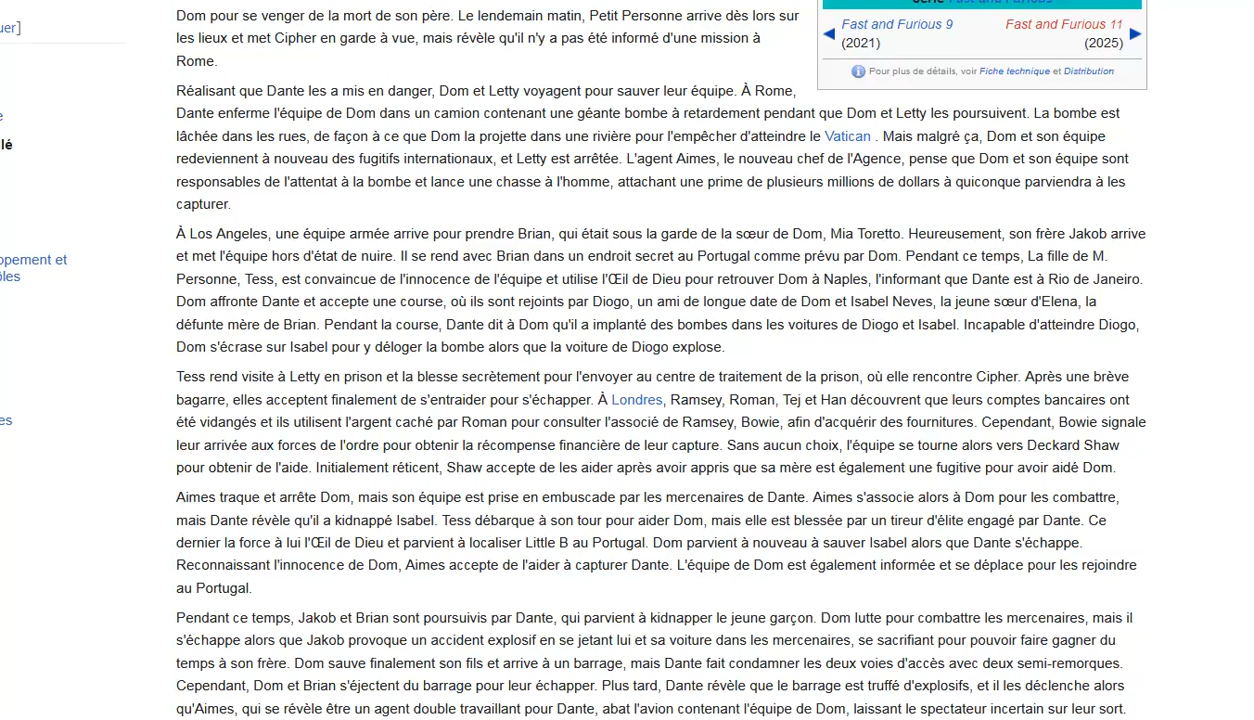 Série Fast and Furious
Fast and Furious 9
(2021)
Fast and Furious 11
(2025)
Pour plus de détails, voir Fiche technique et Distribution
uer]
e
lé
opement et
ôles
es
Dom pour se venger de la mort de son père. Le lendemain matin, Petit Personne arrive dès lors sur
les lieux et met Cipher en garde à vue, mais révèle qu'il n'y a pas été informé d'une mission à
Rome.
Réalisant que Dante les a mis en danger, Dom et Letty voyagent pour sauver leur équipe. À Rome,
Dante enferme l'équipe de Dom dans un camion contenant une géante bombe à retardement pendant que Dom et Letty les poursuivent. La bombe est
lâchée dans les rues, de façon à ce que Dom la projette dans une rivière pour l'empêcher d'atteindre le Vatican . Mais malgré ça, Dom et son équipe
redeviennent à nouveau des fugitifs internationaux, et Letty est arrêtée. L'agent Aimes, le nouveau chef de l'Agence, pense que Dom et son équipe sont
responsables de l'attentat à la bombe et lance une chasse à l'homme, attachant une prime de plusieurs millions de dollars à quiconque parviendra à les
capturer.
À Los Angeles, une équipe armée arrive pour prendre Brian, qui était sous la garde de la sœur de Dom, Mia Toretto. Heureusement, son frère Jakob arrive
et met l'équipe hors d'état de nuire. Il se rend avec Brian dans un endroit secret au Portugal comme prévu par Dom. Pendant ce temps, La fille de M.
Personne, Tess, est convaincue de l'innocence de l'équipe et utilise l'Œil de Dieu pour retrouver Dom à Naples, l'informant que Dante est à Rio de Janeiro.
Dom affronte Dante et accepte une course, où ils sont rejoints par Diogo, un ami de longue date de Dom et Isabel Neves, la jeune sœur d'Elena, la
défunte mère de Brian. Pendant la course, Dante dit à Dom qu'il a implanté des bombes dans les voitures de Diogo et Isabel. Incapable d'atteindre Diogo,
Dom s'écrase sur Isabel pour y déloger la bombe alors que la voiture de Diogo explose.
Tess rend visite à Letty en prison et la blesse secrètement pour l'envoyer au centre de traitement de la prison, où elle rencontre Cipher. Après une brève
bagarre, elles acceptent finalement de s'entraider pour s'échapper. À Londres, Ramsey, Roman, Tej et Han découvrent que leurs comptes bancaires ont
été vidangés et ils utilisent l'argent caché par Roman pour consulter l'associé de Ramsey, Bowie, afin d'acquérir des fournitures. Cependant, Bowie signale
leur arrivée aux forces de l'ordre pour obtenir la récompense financière de leur capture. Sans aucun choix, l'équipe se tourne alors vers Deckard Shaw
pour obtenir de l'aide. Initialement réticent, Shaw accepte de les aider après avoir appris que sa mère est également une fugitive pour avoir aidé Dom.
Aimes traque et arrête Dom, mais son équipe est prise en embuscade par les mercenaires de Dante. Aimes s'associe alors à Dom pour les combattre,
mais Dante révèle qu'il a kidnappé Isabel. Tess débarque à son tour pour aider Dom, mais elle est blessée par un tireur d'élite engagé par Dante. Ce
dernier la force à lui l'Œil de Dieu et parvient à localiser Little B au Portugal. Dom parvient à nouveau à sauver Isabel alors que Dante s'échappe.
Reconnaissant l'innocence de Dom, Aimes accepte de l'aider à capturer Dante. L'équipe de Dom est également informée et se déplace pour les rejoindre
au Portugal.
Pendant ce temps, Jakob et Brian sont poursuivis par Dante, qui parvient à kidnapper le jeune garçon. Dom lutte pour combattre les mercenaires, mais il
s'échappe alors que Jakob provoque un accident explosif en se jetant lui et sa voiture dans les mercenaires, se sacrifiant pour pouvoir faire gagner du
temps à son frère. Dom sauve finalement son fils et arrive à un barrage, mais Dante fait condamner les deux voies d'accès avec deux semi-remorques.
Cependant, Dom et Brian s'éjectent du barrage pour leur échapper. Plus tard, Dante révèle que le barrage est truffé d'explosifs, et il les déclenche alors
qu'Aimes, qui se révèle être un agent double travaillant pour Dante, abat l'avion contenant l'équipe de Dom, laissant le spectateur incertain sur leur sort.